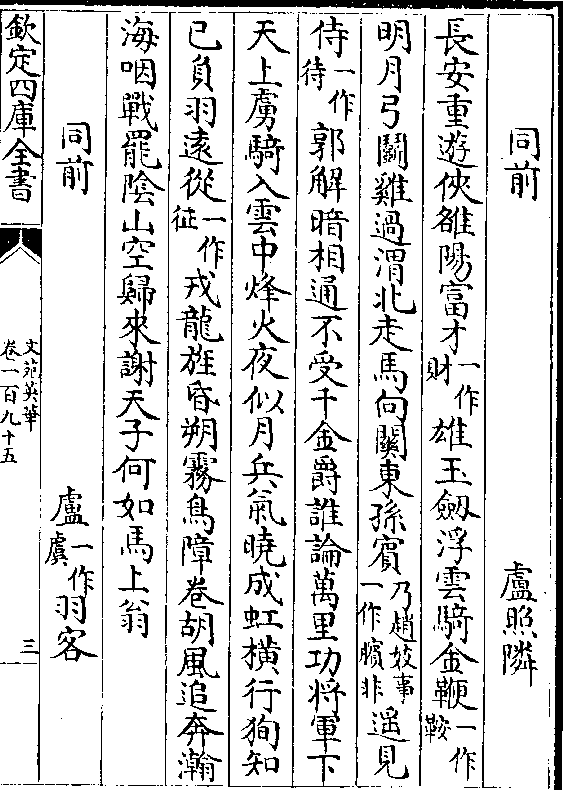 同前　盧照隣
長安重遊俠雒陽富才一作財雄玉劒浮雲騎金鞭一作鞍
明月弓鬭雞過渭北走馬向關東孫賓乃趙妓事一作臏非遥見
侍一作待郭解暗相通不受千金爵誰論萬里功將軍下
天上虜騎入雲中烽火夜似月兵氣曉成虹橫行狥知
已負羽遠從一作征戎龍旌昏朔霧鳥障卷胡風追奔瀚
海咽戰罷陰山空歸來謝天子何如馬上翁
同前　盧一作虞羽客
欽定四庫全書
文苑英華
卷一百九十五
三